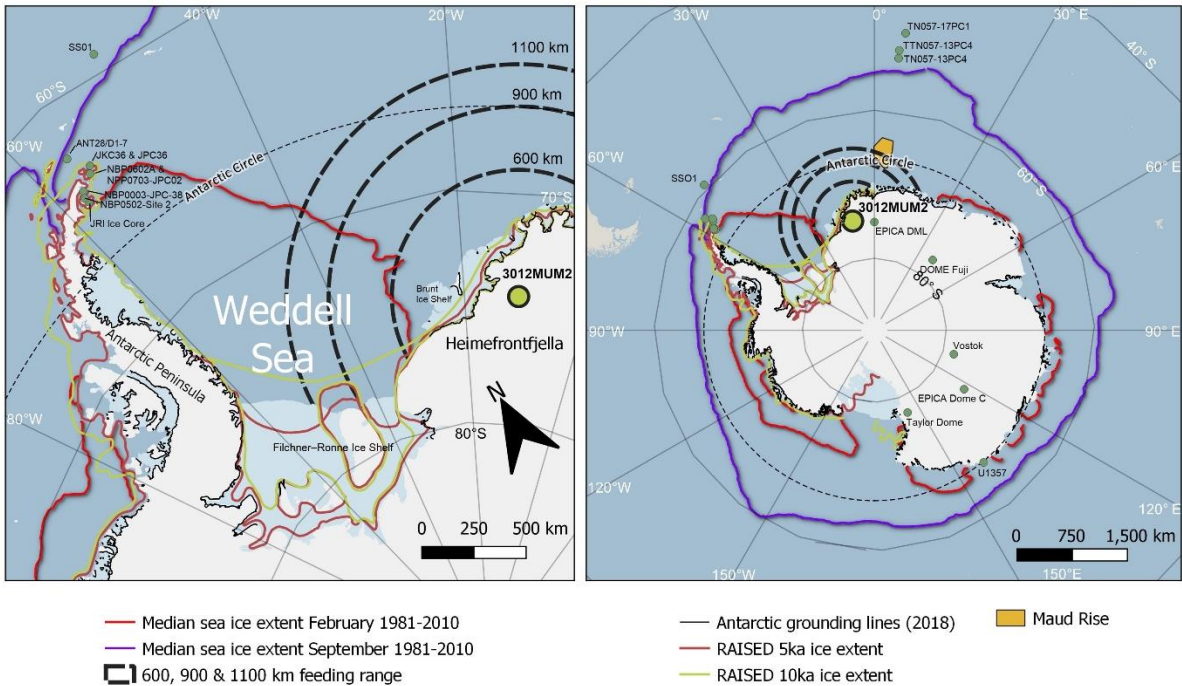 40°W
20°W
1100 km
900 km
600 km
SS01
60°S
60°W
ANT28/D1-7
JKC36 & JPC36
NBP0602A &
NPP0703-JPC02
NBP0003-JPC-38
NBP0502-Site 2
JRI Ice Core
Antarctic Circle
70°S
3012MUM2
Brunt
Ice Shelf
Weddell
Sea
Heimefrontfjella
Antarctic Peninsula
N
80°W
80°S
Filchner–Ronne Ice Shelf
0 250 500 km
30°W
0°
30°E
TN057-17PC1
TTN057-13PC4
TN057-13PC4
40°S
60°W
Antarctic Circle
60°E
60°S
SSO1
3012MUM2
EPICA DML
DOME Fuji
80°S
90°W
90°E
Vostok
EPICA Dome C
Taylor Dome
U1357
120°W
120°E
0 750 1,500 km
150°W
150°E
Median sea ice extent February 1981-2010
Median sea ice extent September 1981-2010
600, 900 & 1100 km feeding range
Antarctic grounding lines (2018)
RAISED 5ka ice extent
RAISED 10ka ice extent
Maud Rise